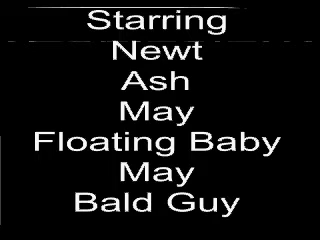 Starring
Newt
Ash
May
Floating Baby
May
Bald Guy